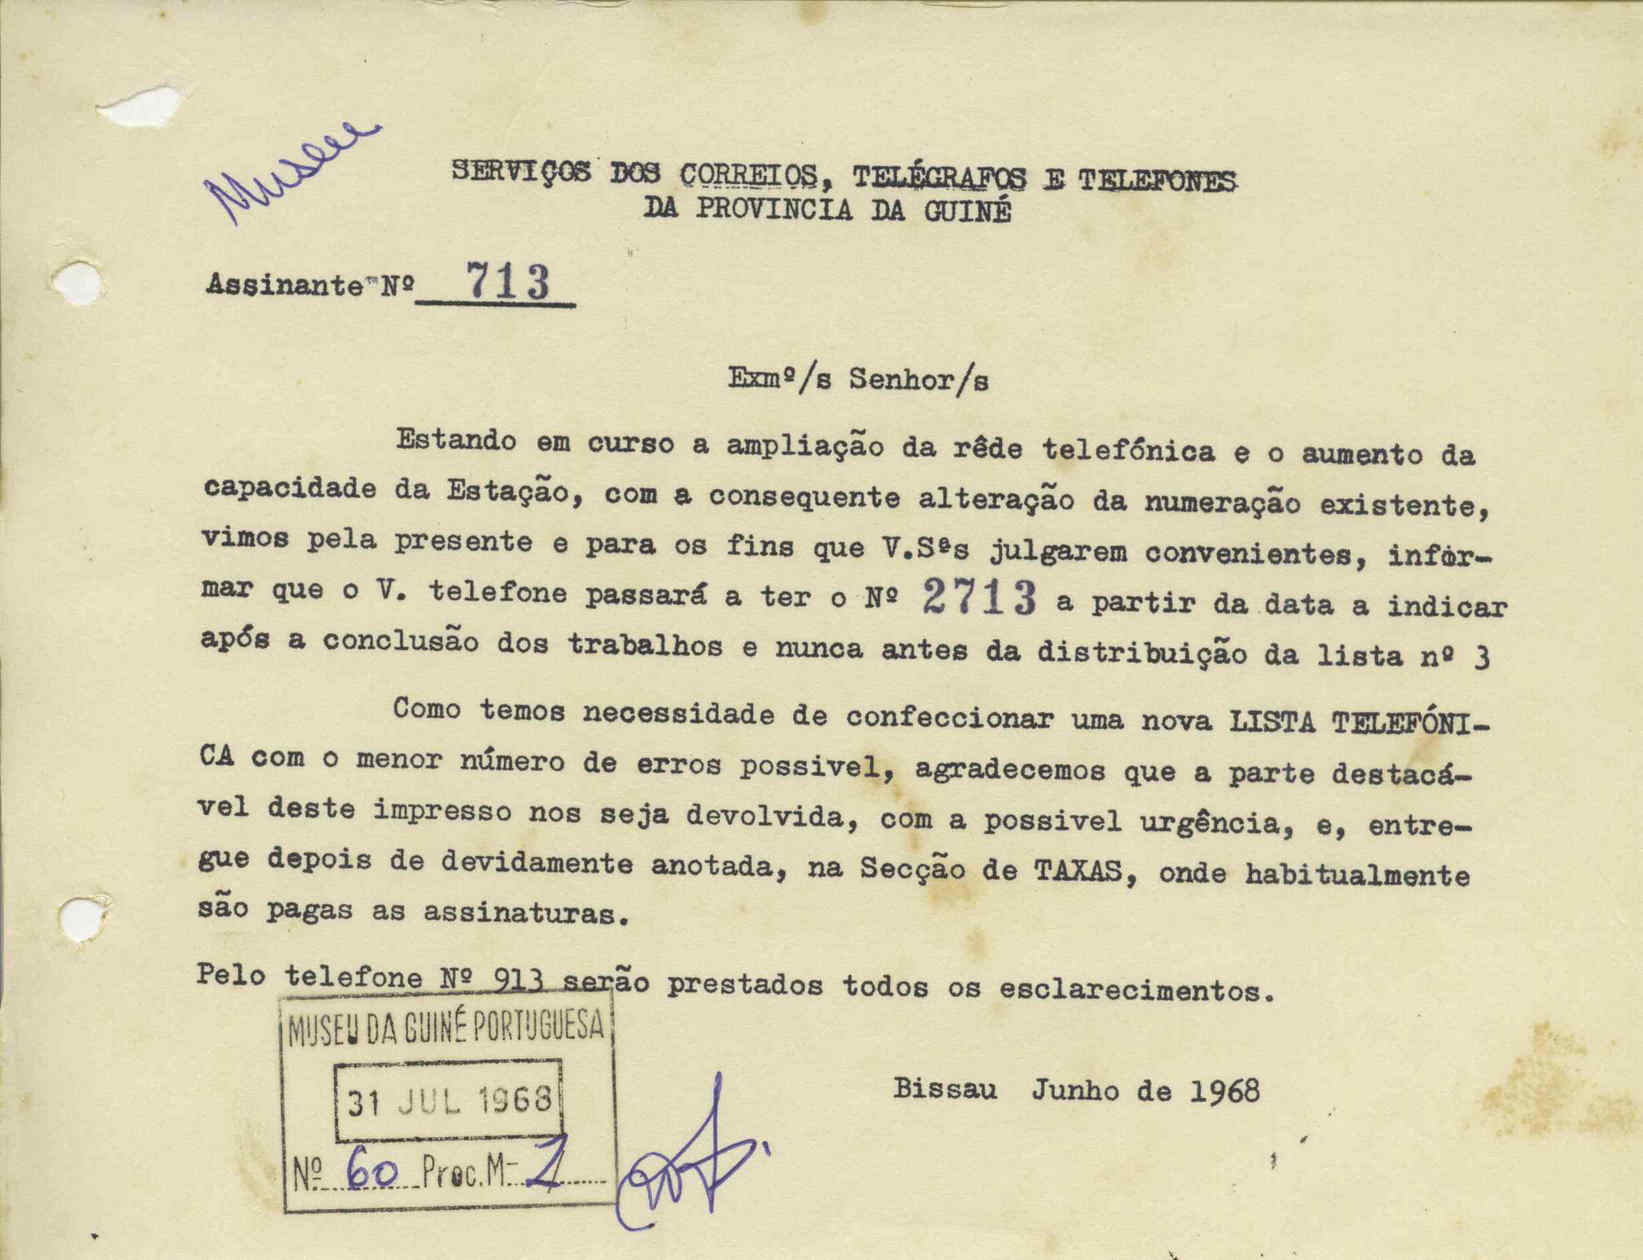 Museu
SERVIÇOS DOS CORREIOS, TELÉGRAFOS E TELEFONES
DA PROVINCIA DA GUINÉ
Assinante Nº 713
Exmº/s Senhor/s
Estando em curso a ampliação da rêde telefónica e o aumento da
capacidade da Estação, com a consequente alteração da numeração existente,
vimos pela presente e para os fins que V.Sªs julgarem convenientes, infor-
mar que o V. telefone passará a ter o Nº 2713 a partir da data a indicar
após a conclusão dos trabalhos e nunca antes da distribuição da lista nº 3
Como temos necessidade de confeccionar uma nova LISTA TELEFÓNI-
CA com o menor número de erros possivel, agradecemos que a parte destacá-
vel deste impresso nos seja devolvida, com a possivel urgência, e, entre-
gue depois de devidamente anotada, na Secção de TAXAS, onde habitualmente
são pagas as assinaturas.
Pelo telefone Nº 913 serão prestados todos os esclarecimentos.
MUSEU DA GUINÉ PORTUGUESA
31 JUL 1968
Nº 60 Proc. M-
Bissau Junho de 1968